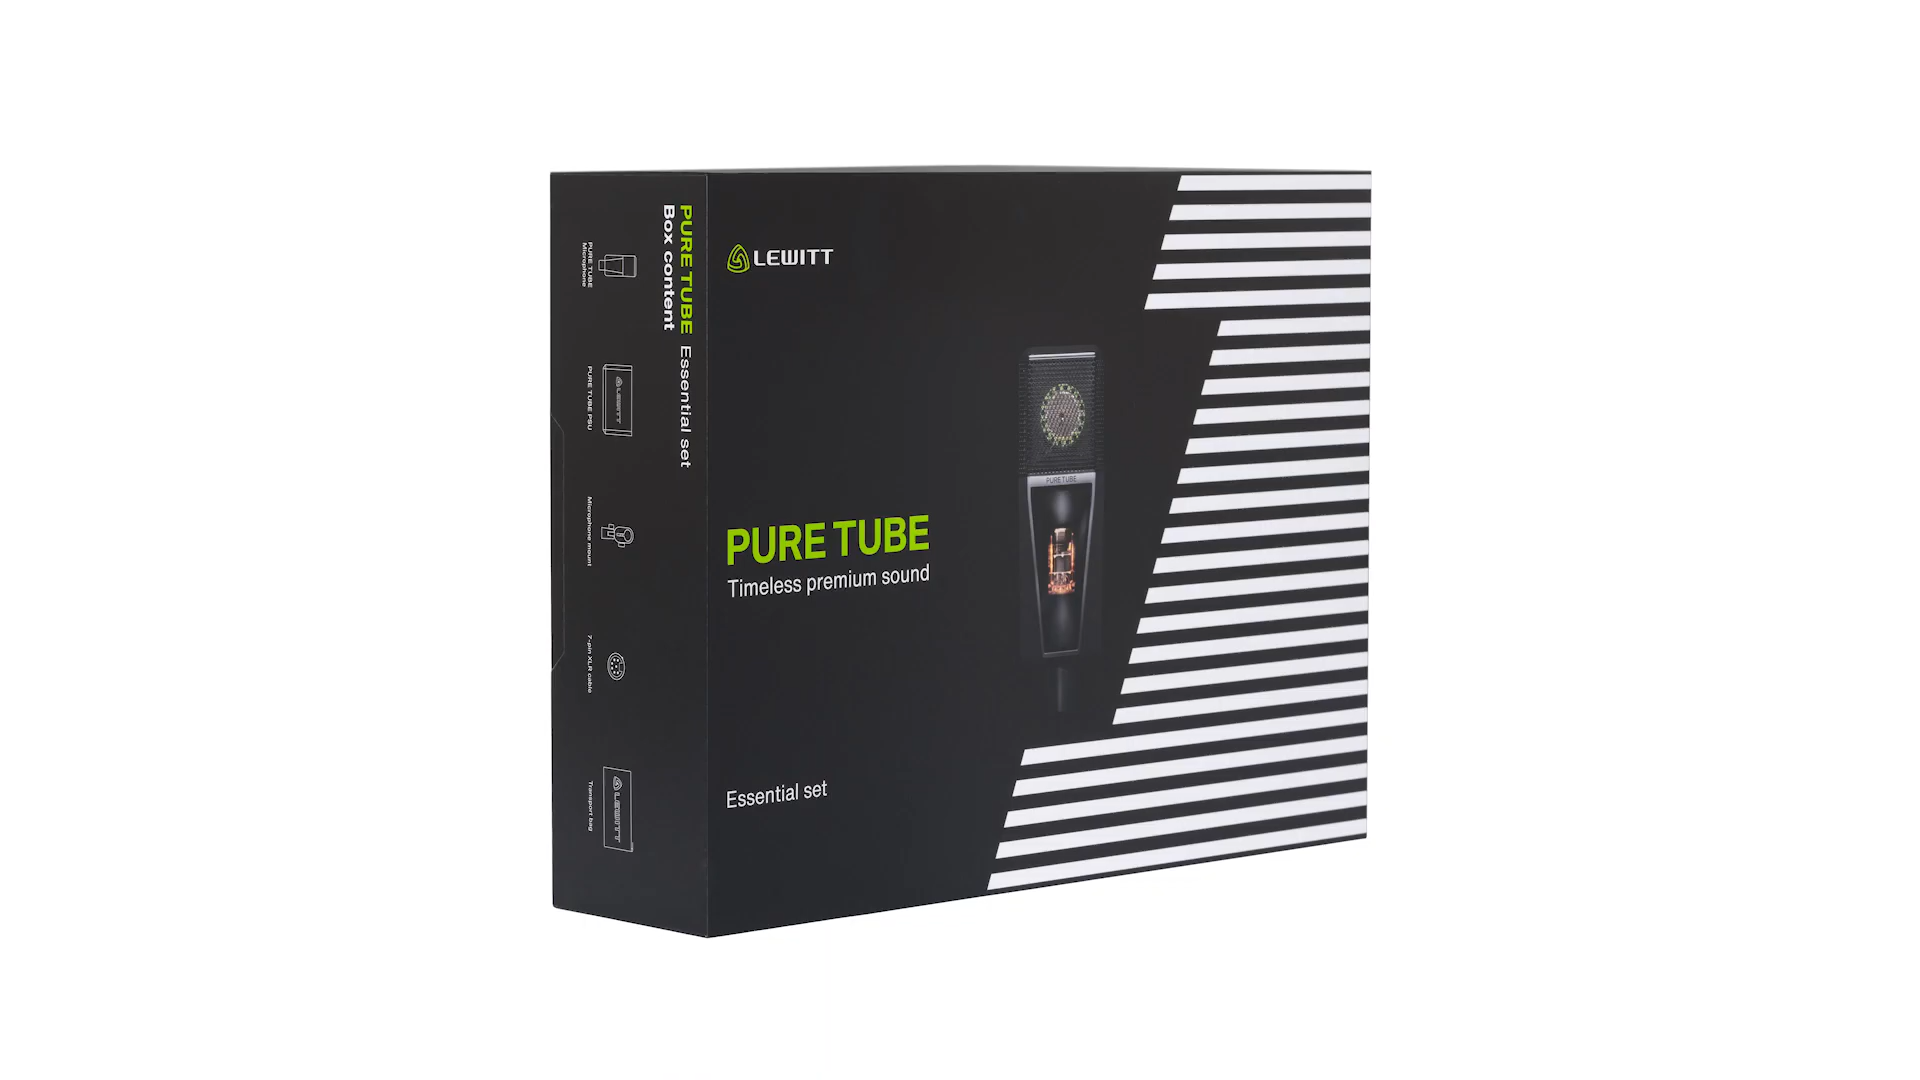 PURE TUBE Essential set
Box content
PURE TUBE
Microphone
LEWITT
PURE TUBE PSU
Microphone mount
7-pin XLR cable
LEWITT
Transport bag
LEWITT
PURE TUBE
PURE TUBE
Timeless premium sound
Essential set